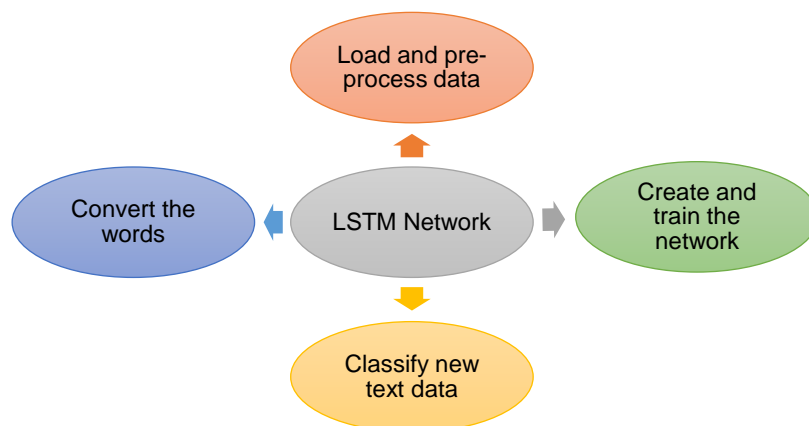 Load and pre-
process data
Convert the
words
LSTM Network
Create and
train the
network
Classify new
text data